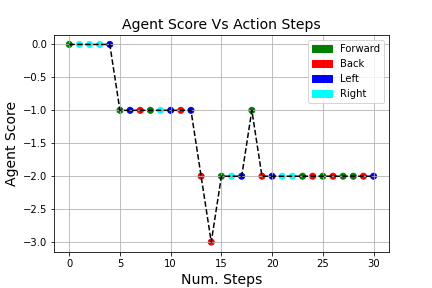 Agent Score Vs Action Steps
Forward
Back
Left
Right
Agent Score
0.0
−0.5
−1.0
−1.5
−2.0
−2.5
−3.0
0 5 10 15 20 25 30
Num. Steps